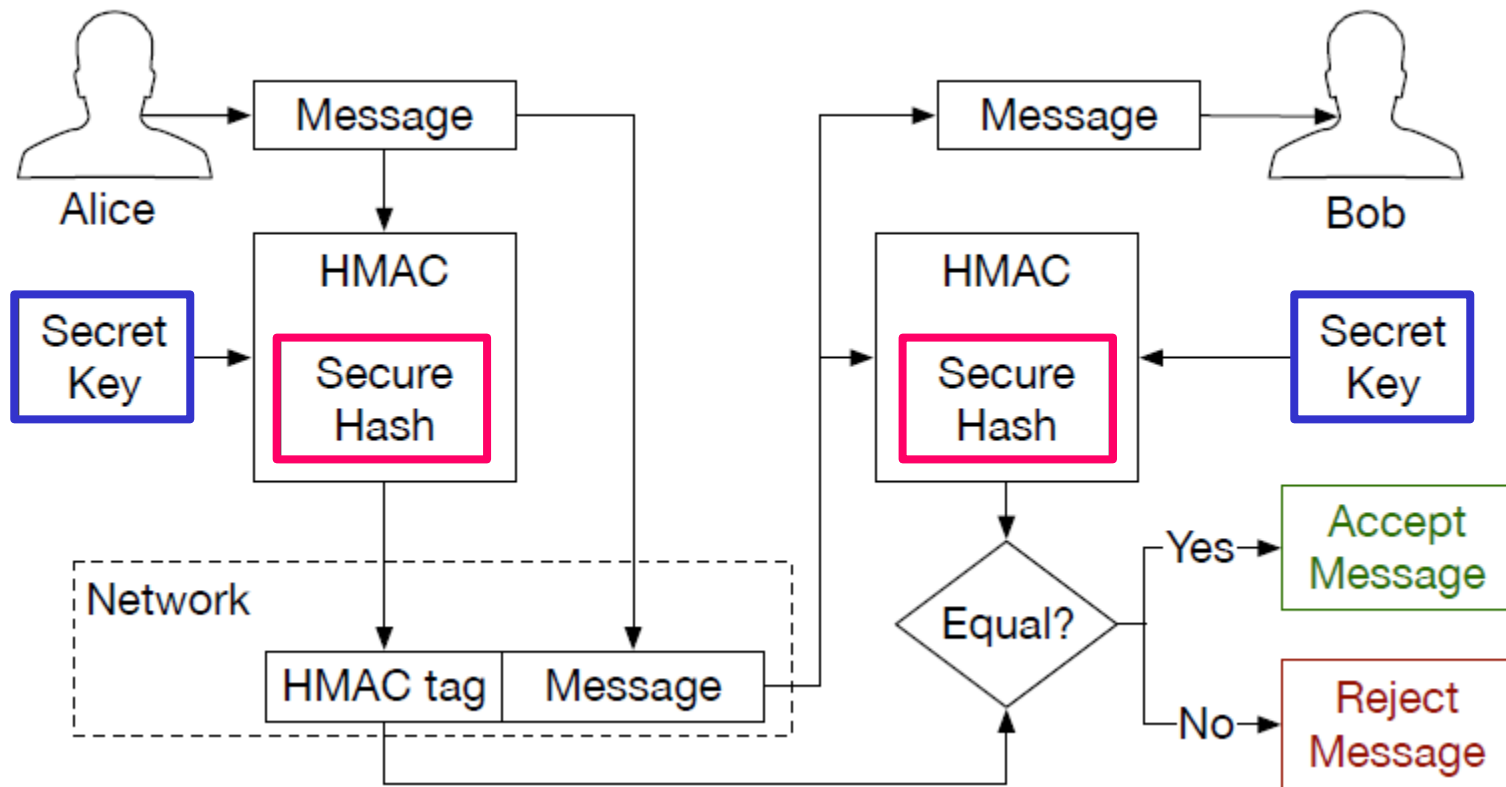 Message
Message
Alice
Bob
HMAC
HMAC
Secret
Key
Secure
Hash
Secure
Hash
Secret
Key
Network
HMAC tag
Message
Equal?
Yes
Accept
Message
No
Reject
Message